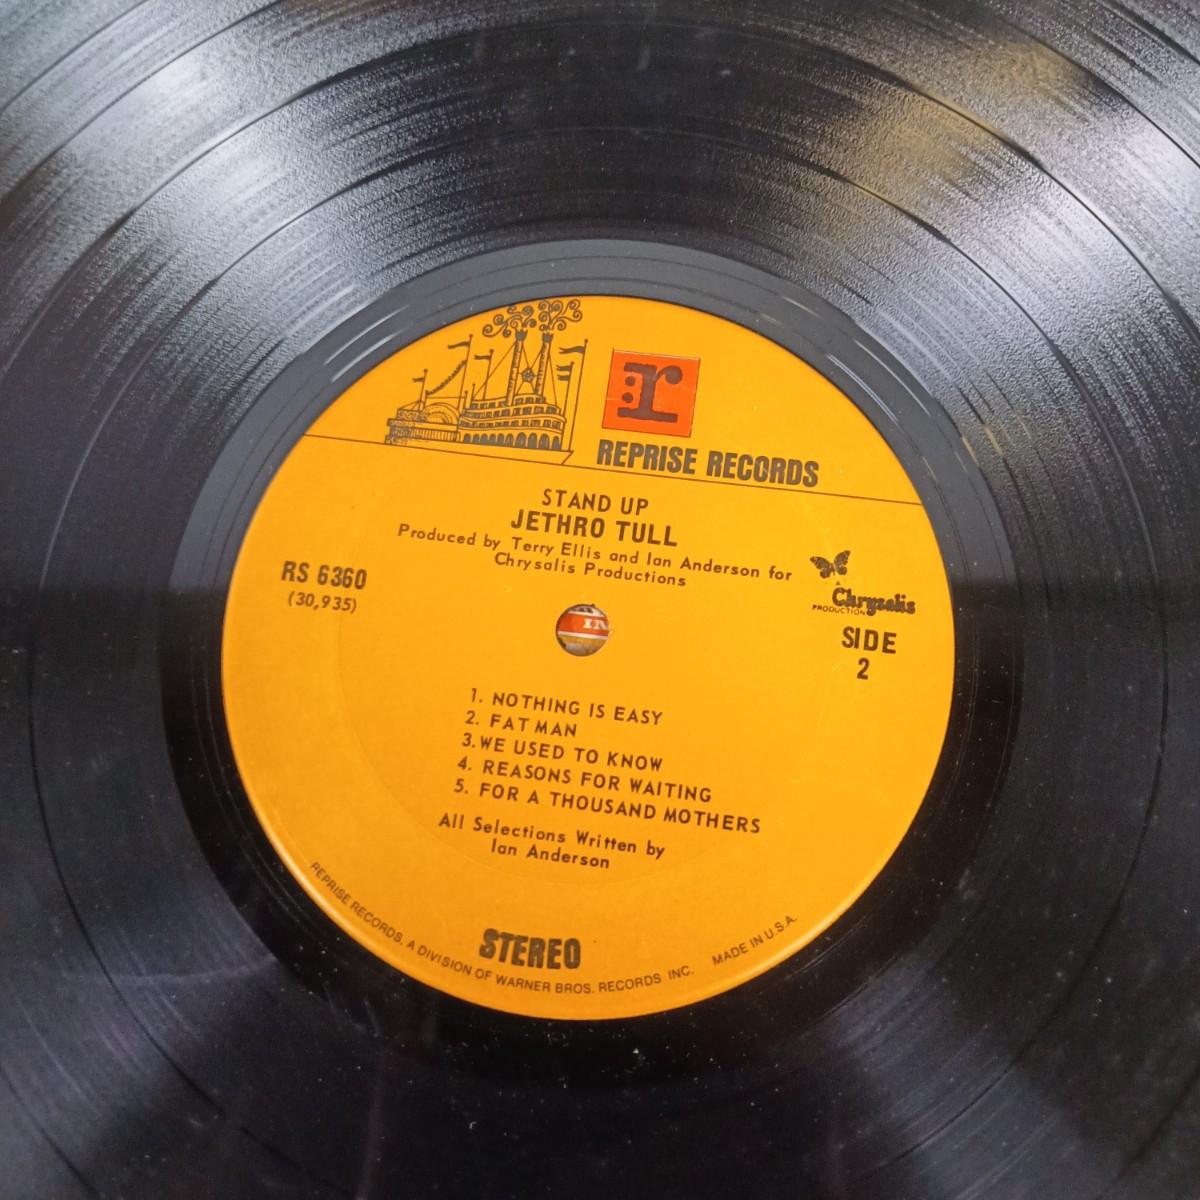 r
REPRISE RECORDS
STAND UP
JETHRO TULL
Produced by Terry Ellis and Ian Anderson for
Chrysalis Productions
RS 6360
(30,935)
Chrysalis
PRODUCTION
SIDE
2
IN
1. NOTHING IS EASY
2. FAT MAN
3. WE USED TO KNOW
4. REASONS FOR WAITING
5. FOR A THOUSAND MOTHERS
All Selections Written by
Ian Anderson
STEREO
REPRISE RECORDS, A DIVISION OF WARNER BROS. RECORDS INC. MADE IN U.S.A.